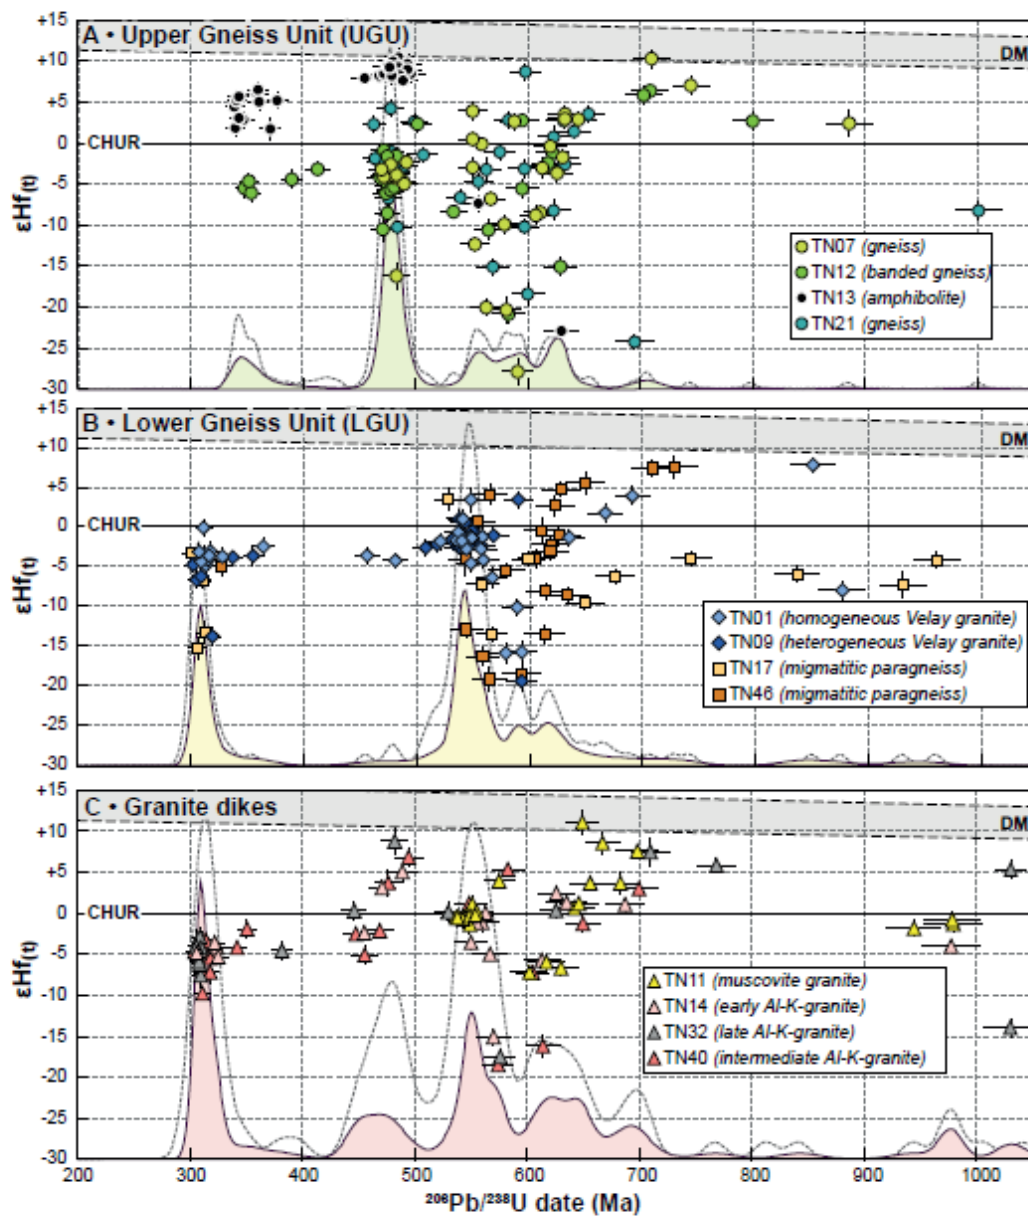 A • Upper Gneiss Unit (UGU)
+15
+10
+5
0
-5
-10
-15
-20
-25
-30
εHf(t)
CHUR
DM
TN07 (gneiss)
TN12 (banded gneiss)
TN13 (amphibolite)
TN21 (gneiss)
B • Lower Gneiss Unit (LGU)
+15
+10
+5
0
-5
-10
-15
-20
-25
-30
εHf(t)
CHUR
DM
TN01 (homogeneous Velay granite)
TN09 (heterogeneous Velay granite)
TN17 (migmatitic paragneiss)
TN46 (migmatitic paragneiss)
C • Granite dikes
+15
+10
+5
0
-5
-10
-15
-20
-25
-30
εHf(t)
CHUR
DM
TN11 (muscovite granite)
TN14 (early Al-K-granite)
TN32 (late Al-K-granite)
TN40 (intermediate Al-K-granite)
200 300 400 500 600 700 800 900 1000
²⁰⁶Pb/²³⁸U date (Ma)